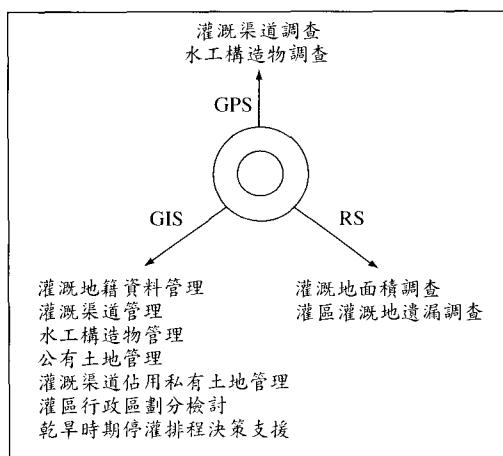 灌溉渠道調查
水工構造物調查
GPS
GIS
RS
灌溉地籍資料管理
灌溉渠道管理
水工構造物管理
公有土地管理
灌溉渠道佔用私有土地管理
灌區行政區劃分檢討
乾旱時期停灌排程決策支援
灌溉地面積調查
灌區灌溉地遺漏調查